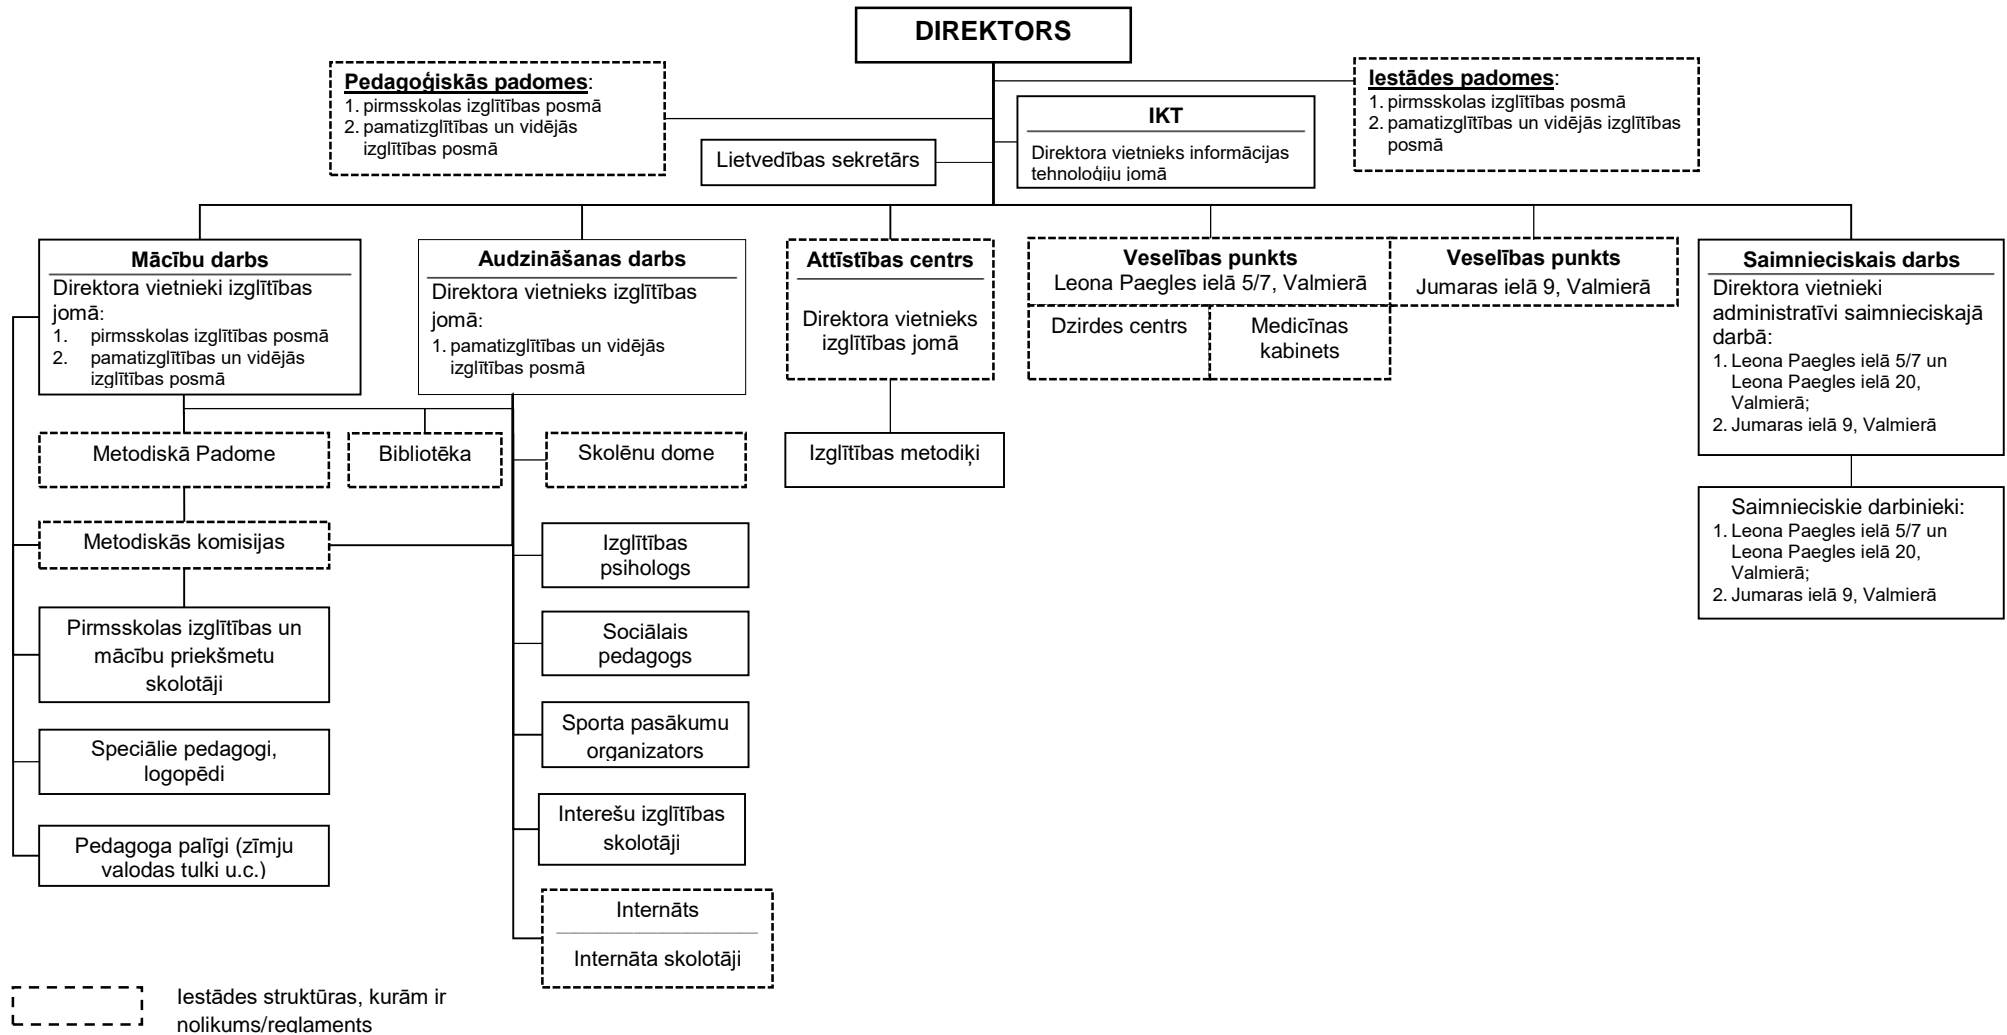 DIREKTORS
Pedagoģiskās padomes:
1. pirmsskolas izglītības posmā
2. pamatizglītības un vidējās
izglītības posmā
Iestādes padomes:
1. pirmsskolas izglītības posmā
2. pamatizglītības un vidējās izglītības
posmā
IKT
Direktora vietnieks informācijas
tehnoloģiju jomā
Lietvedības sekretārs
Mācību darbs
Direktora vietnieki izglītības
jomā:
1. pirmsskolas izglītības posmā
2. pamatizglītības un vidējās
izglītības posmā
Audzināšanas darbs
Direktora vietnieks izglītības
jomā:
1. pamatizglītības un vidējās
izglītības posmā
Attīstības centrs
Direktora vietnieks
izglītības jomā
Veselības punkts
Leona Paegles ielā 5/7, Valmierā
Dzirdes centrs
Medicīnas
kabinets
Veselības punkts
Jumaras ielā 9, Valmierā
Saimnieciskais darbs
Direktora vietnieki
administratīvi saimnieciskajā
darbā:
1. Leona Paegles ielā 5/7 un
Leona Paegles ielā 20,
Valmierā;
2. Jumaras ielā 9, Valmierā
Metodiskā Padome
Bibliotēka
Skolēnu dome
Izglītības metodiķi
Saimnieciskie darbinieki:
1. Leona Paegles ielā 5/7 un
Leona Paegles ielā 20,
Valmierā;
2. Jumaras ielā 9, Valmierā
Metodiskās komisijas
Izglītības
psihologs
Pirmsskolas izglītības un
mācību priekšmetu
skolotāji
Sociālais
pedagogs
Speciālie pedagogi,
logopēdi
Sporta pasākumu
organizators
Pedagoga palīgi (zīmju
valodas tulki u.c.)
Interešu izglītības
skolotāji
Internāts
Internāta skolotāji
Iestādes struktūras, kurām ir
nolikums/reglaments